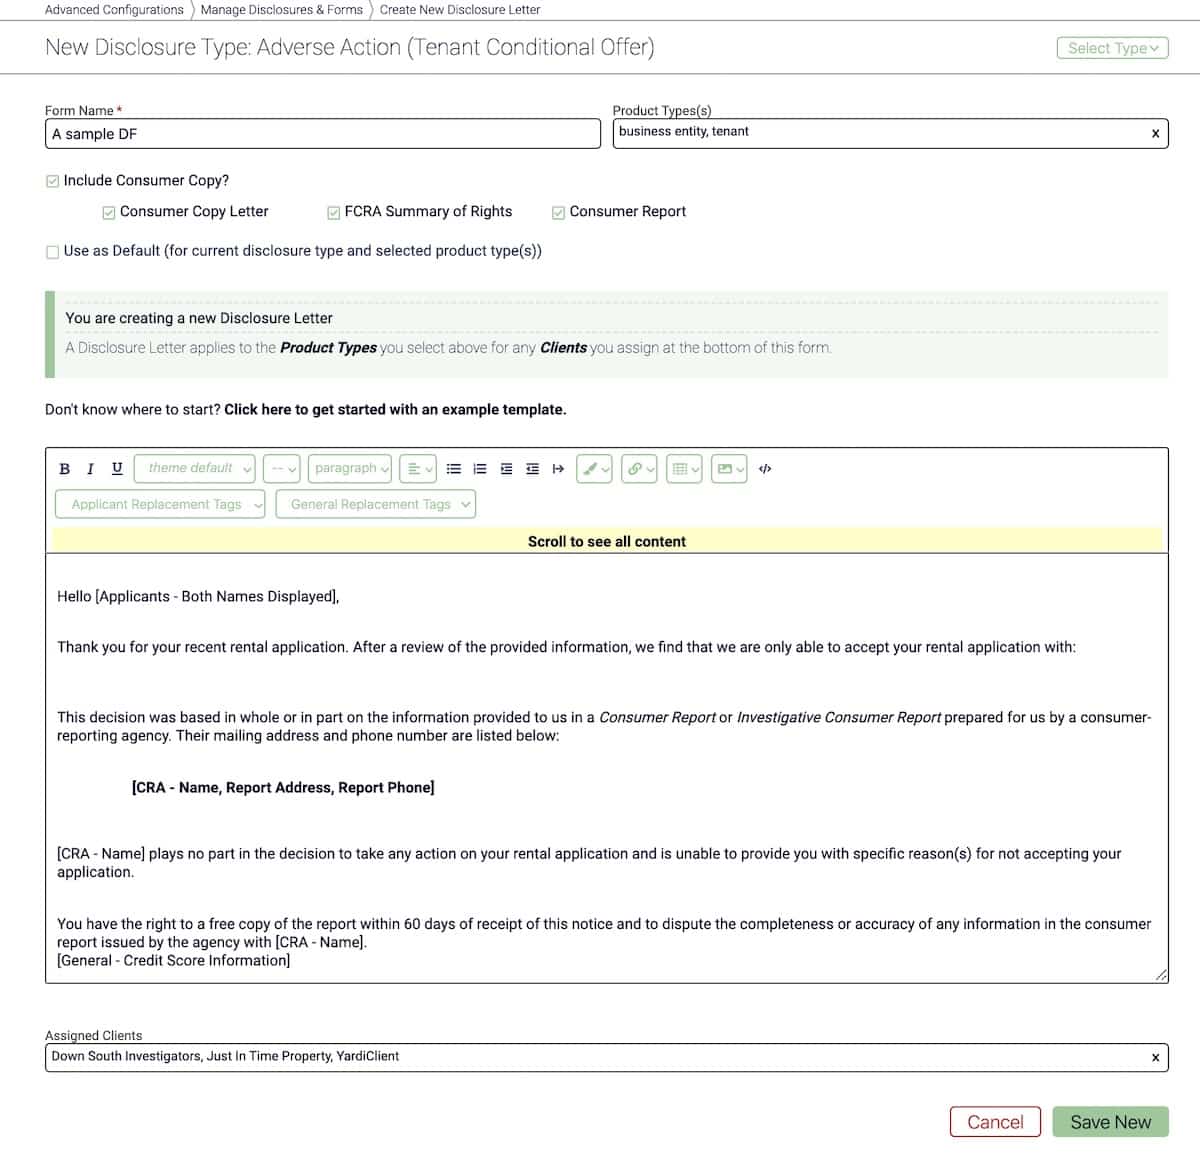 Advanced Configurations Manage Disclosures & Forms Create New Disclosure Letter
New Disclosure Type: Adverse Action (Tenant Conditional Offer)
Select Type
Form Name *
Product Types(s)
A sample DF
business entity, tenant
x
Include Consumer Copy?
Consumer Copy Letter
FCRA Summary of Rights
Consumer Report
Use as Default (for current disclosure type and selected product type(s))
You are creating a new Disclosure Letter
A Disclosure Letter applies to the Product Types you select above for any Clients you assign at the bottom of this form.
Don't know where to start? Click here to get started with an example template.
B I U theme default -- paragraph </>
Applicant Replacement Tags General Replacement Tags
Scroll to see all content
Hello [Applicants - Both Names Displayed],
Thank you for your recent rental application. After a review of the provided information, we find that we are only able to accept your rental application with:
This decision was based in whole or in part on the information provided to us in a Consumer Report or Investigative Consumer Report prepared for us by a consumer-
reporting agency. Their mailing address and phone number are listed below:
[CRA - Name, Report Address, Report Phone]
[CRA - Name] plays no part in the decision to take any action on your rental application and is unable to provide you with specific reason(s) for not accepting your
application.
You have the right to a free copy of the report within 60 days of receipt of this notice and to dispute the completeness or accuracy of any information in the consumer
report issued by the agency with [CRA - Name].
[General - Credit Score Information]
Assigned Clients
Down South Investigators, Just In Time Property, YardiClient
x
Cancel
Save New